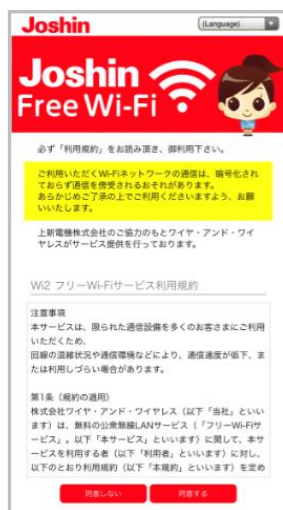 Joshin
(Language)
Joshin
Free Wi-Fi
必ず「利用規約」をお読み頂き、御利用下さい。
ご利用いただくWi-Fiネットワークの通信は、暗号化され
ておらず通信を傍受されるおそれがあります。
あらかじめご了承の上でご利用くださいますよう、お願
いいたします。
上新電機株式会社のご協力のもとワイヤ・アンド・ワイ
ヤレスがサービス提供を行っております。
Wi2 フリーWi-Fiサービス利用規約
注意事項
本サービスは、限られた通信設備を多くのお客さまにご利用
いただくため、
回線の混雑状況や通信環境などにより、通信速度が低下、ま
たは利用しづらい場合があります。
第1条（規約の適用）
株式会社ワイヤ・アンド・ワイヤレス（以下「当社」といい
ます）は、無料の公衆無線LANサービス（「フリーWi-Fiサ
ービス」。以下「本サービス」といいます）に関して、本サ
ービスを利用する者（以下「利用者」といいます）に対し、
以下のとおり利用規約（以下「本規約」といいます）を定め
同意しない
同意する